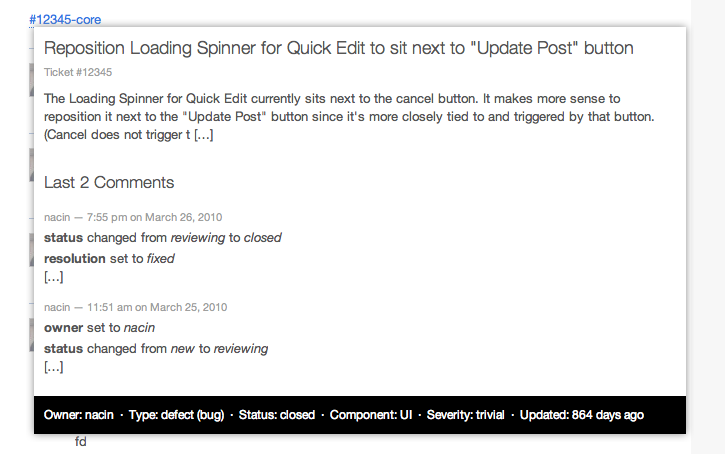 #12345-core
Reposition Loading Spinner for Quick Edit to sit next to "Update Post" button
Ticket #12345
The Loading Spinner for Quick Edit currently sits next to the cancel button. It makes more sense to
reposition it next to the "Update Post" button since it's more closely tied to and triggered by that button.
(Cancel does not trigger t [...]
Last 2 Comments
nacin — 7:55 pm on March 26, 2010
status changed from reviewing to closed
resolution set to fixed
[...]
nacin — 11:51 am on March 25, 2010
owner set to nacin
status changed from new to reviewing
[...]
Owner: nacin · Type: defect (bug) · Status: closed · Component: UI · Severity: trivial · Updated: 864 days ago
fd